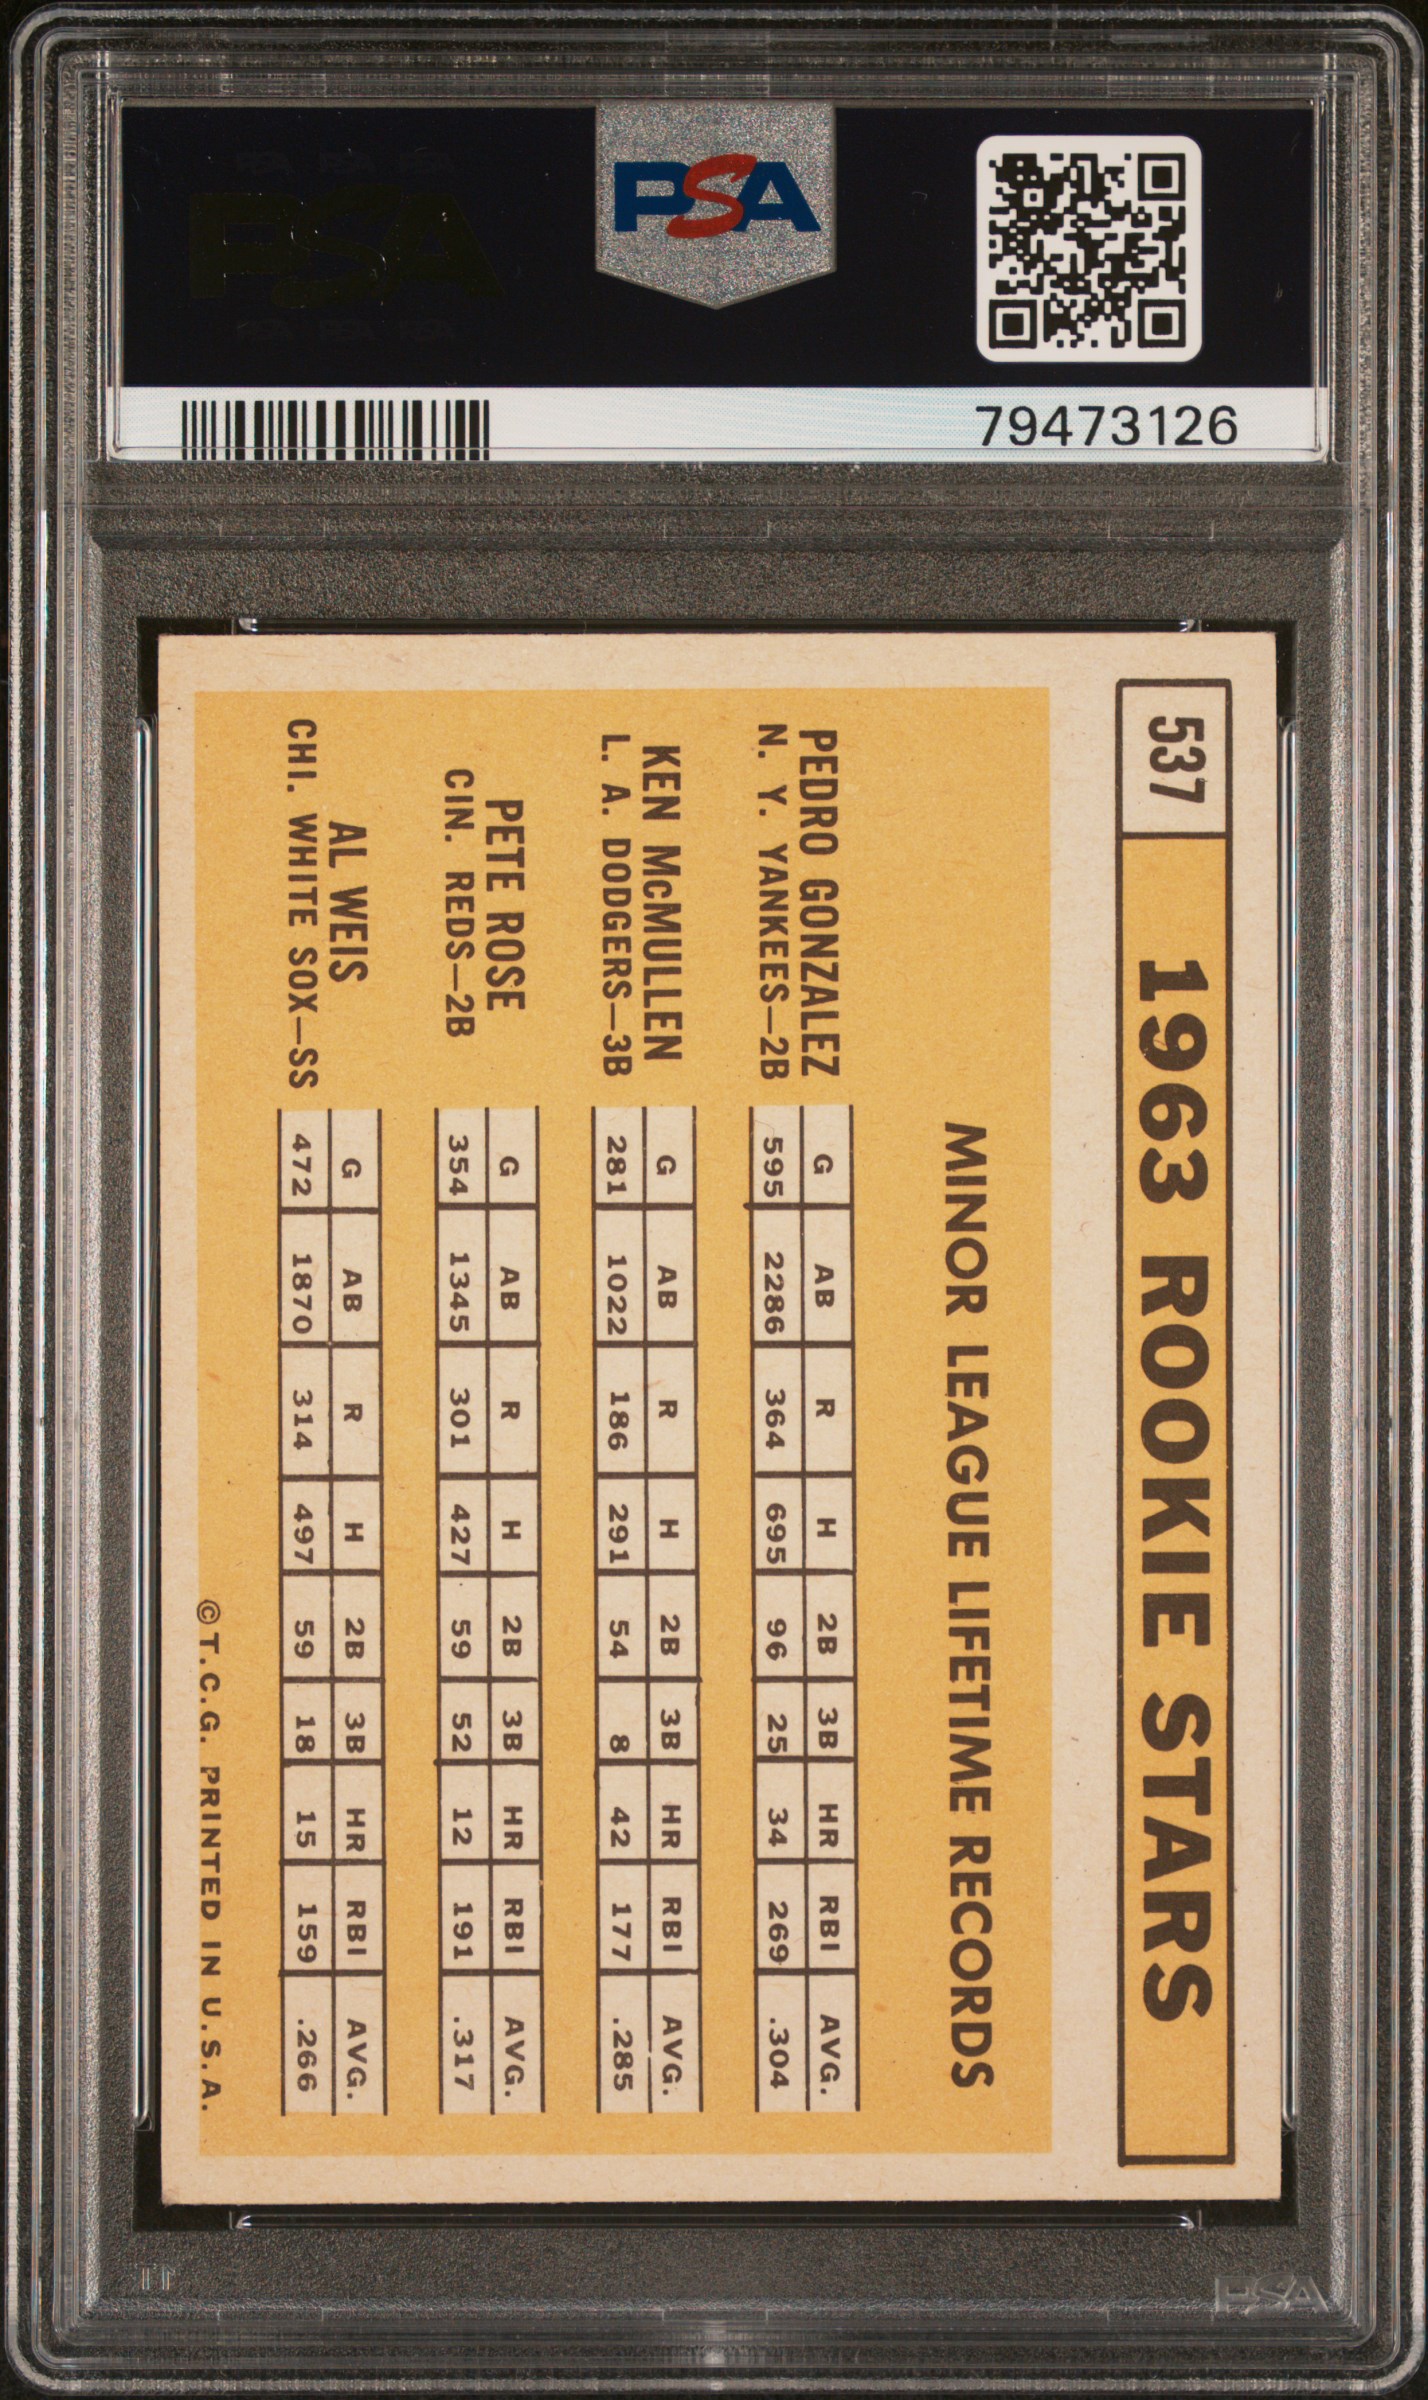 PSA
PSA
79473126
537
1963 ROOKIE STARS
MINOR LEAGUE LIFETIME RECORDS
PEDRO GONZALEZ
N. Y. YANKEES—2B
G AB R H 2B 3B HR RBI AVG.
595 2286 364 695 96 25 34 269 .304
KEN McMULLEN
L. A. DODGERS—3B
G AB R H 2B 3B HR RBI AVG.
281 1022 186 291 54 8 42 177 .285
PETE ROSE
CIN. REDS—2B
G AB R H 2B 3B HR RBI AVG.
354 1345 301 427 59 52 12 191 .317
AL WEIS
CHI. WHITE SOX—SS
G AB R H 2B 3B HR RBI AVG.
472 1870 314 497 59 18 15 159 .266
©T.C.G. PRINTED IN U.S.A.
PSA